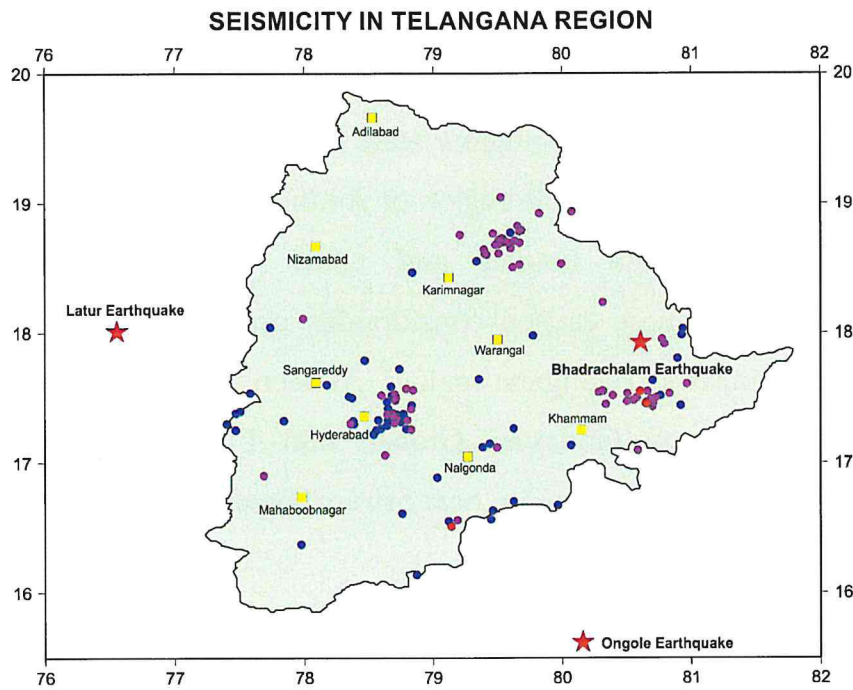 SEISMICITY IN TELANGANA REGION
76 77 78 79 80 81 82
20 20
Adilabad
19 19
Nizamabad
Karimnagar
Latur Earthquake
18 18
Warangal
Sangareddy
Bhadrachalam Earthquake
Hyderabad
Khammam
17 17
Nalgonda
Mahaboobnagar
16 16
Ongole Earthquake
76 77 78 79 80 81 82